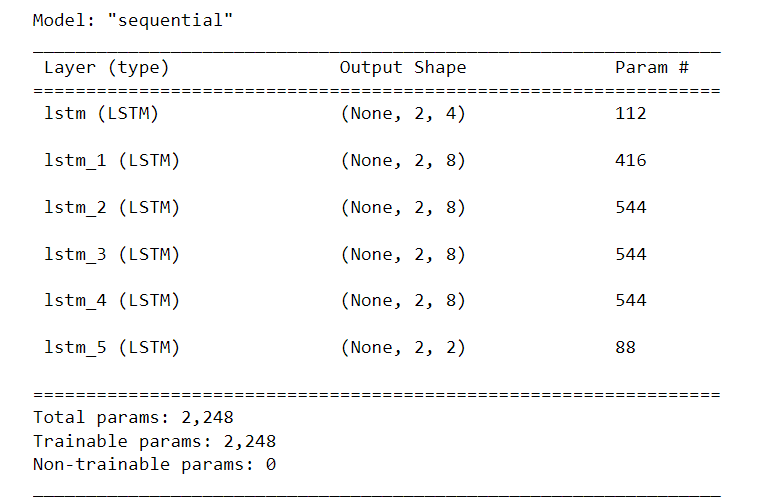 Model: "sequential"
_________________________________________________________________
Layer (type) Output Shape Param #
=================================================================
lstm (LSTM) (None, 2, 4) 112
lstm_1 (LSTM) (None, 2, 8) 416
lstm_2 (LSTM) (None, 2, 8) 544
lstm_3 (LSTM) (None, 2, 8) 544
lstm_4 (LSTM) (None, 2, 8) 544
lstm_5 (LSTM) (None, 2, 2) 88
=================================================================
Total params: 2,248
Trainable params: 2,248
Non-trainable params: 0
_________________________________________________________________